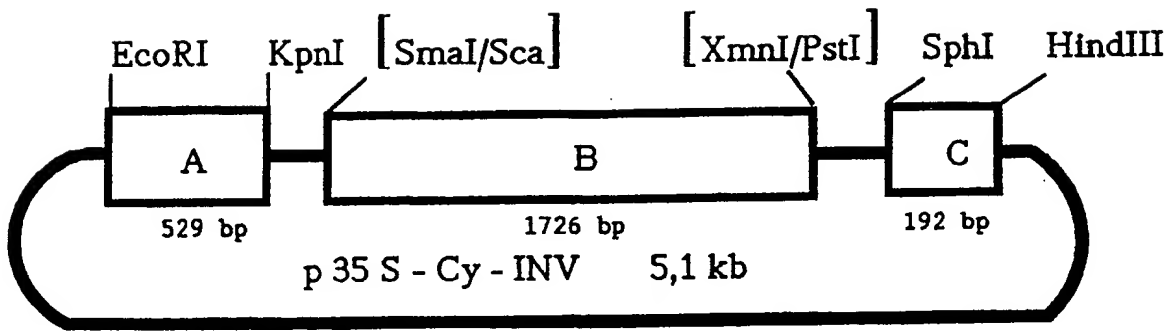 EcoRI KpnI [SmaI/Sca] [XmnI/PstI] SphI HindIII
A B C
529 bp 1726 bp 192 bp
p 35 S - Cy - INV 5,1 kb